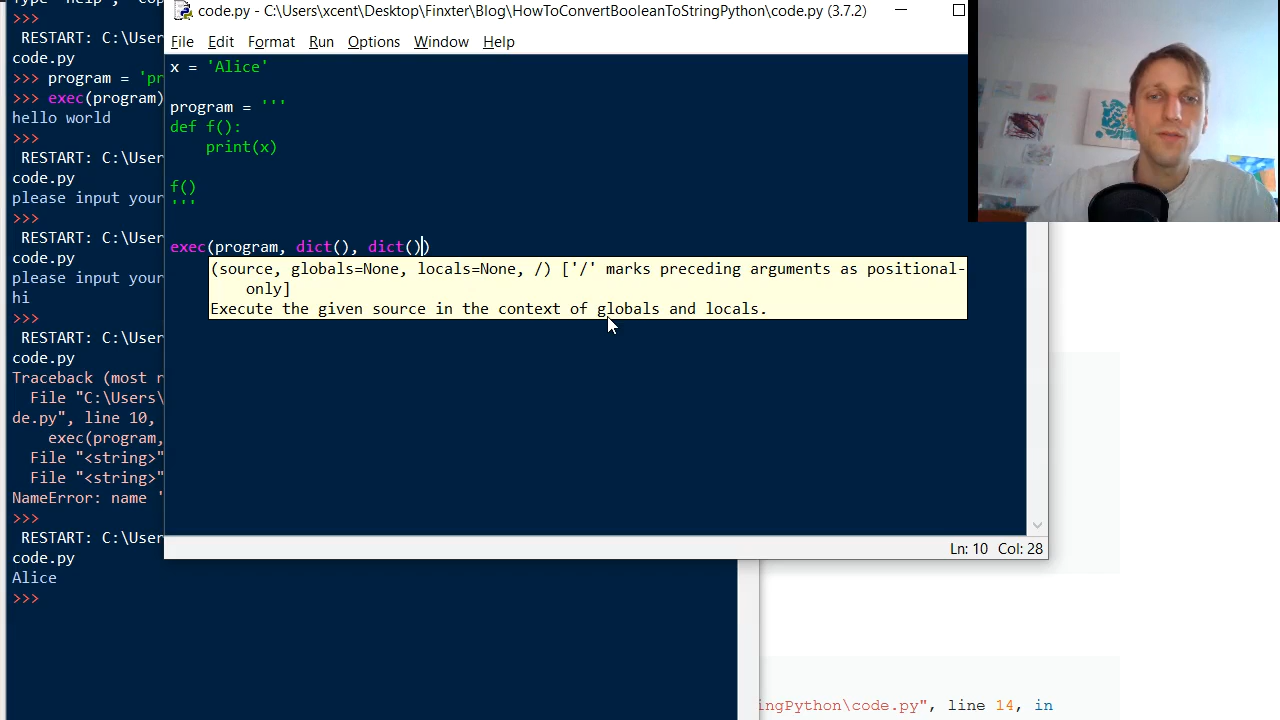 code.py - C:\Users\xcent\Desktop\Finxter\Blog\HowToConvertBooleanToStringPython\code.py (3.7.2)
File Edit Format Run Options Window Help
x = 'Alice'
program = '''
def f():
    print(x)
f()
'''
exec(program, dict(), dict())
(source, globals=None, locals=None, /) ['/' marks preceding arguments as positional-
only]
Execute the given source in the context of globals and locals.
Ln: 10 Col: 28
>>>
RESTART: C:\User
code.py
>>> program = 'pr
>>> exec(program)
hello world
>>>
RESTART: C:\User
code.py
please input your
>>>
RESTART: C:\User
code.py
please input your
hi
>>>
RESTART: C:\User
code.py
Traceback (most r
File "C:\Users\
de.py", line 10,
exec(program,
File "<string>"
File "<string>"
NameError: name '
>>>
RESTART: C:\User
code.py
Alice
>>>
ingPython\code.py", line 14, in